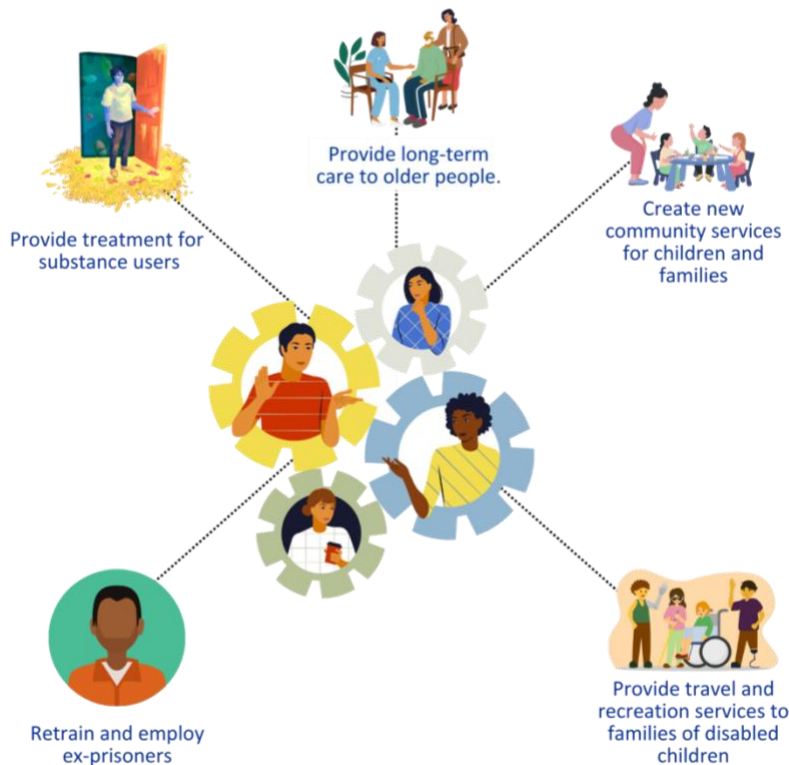 Provide long-term
care to older people.
Provide treatment for
substance users
Create new
community services
for children and
families
Retrain and employ
ex-prisoners
Provide travel and
recreation services to
families of disabled
children